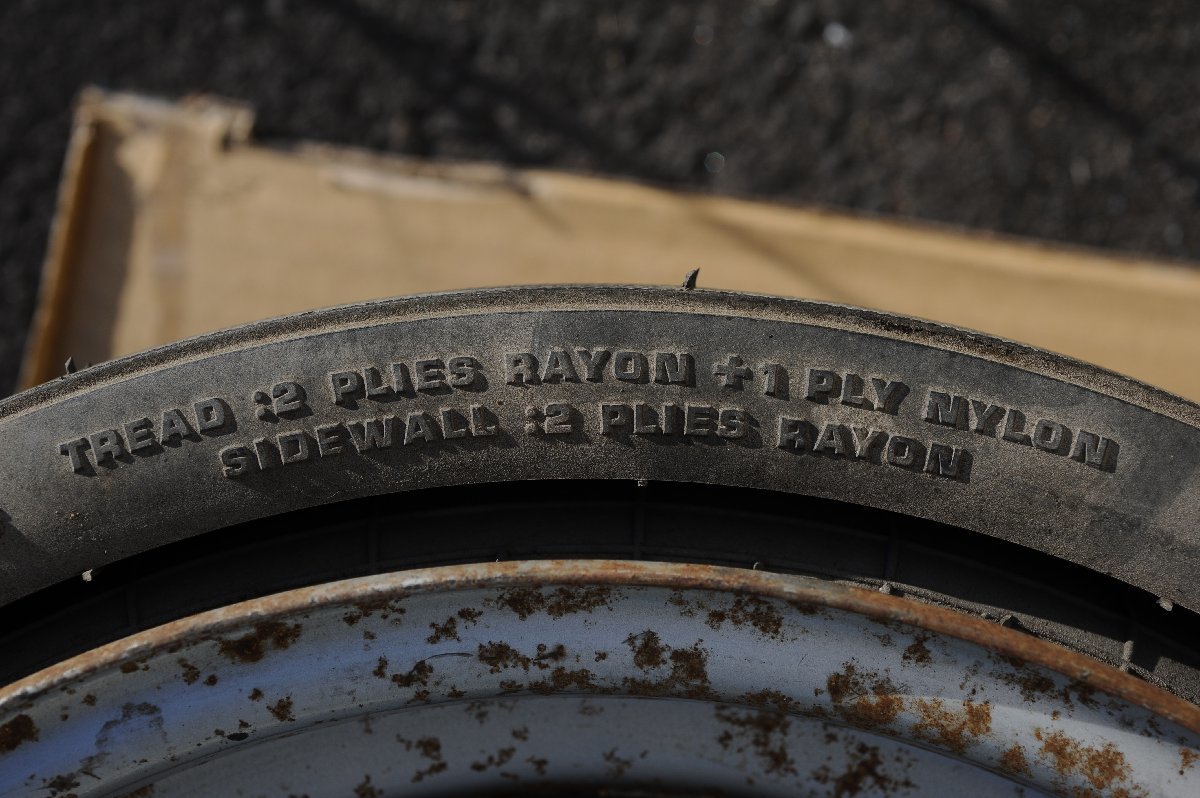 TREAD :2 PLIES RAYON +1 PLY NYLON
SIDEWALL :2 PLIES RAYON